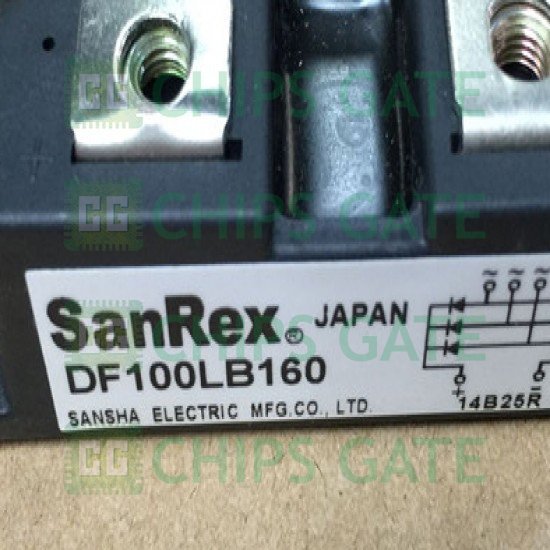 CHIPS GATE
CHIPS GATE
SanRex® JAPAN
DF100LB160
SANSHA ELECTRIC MFG.CO., LTD.
14B25R
CHIPS GATE
CHIPS GATE